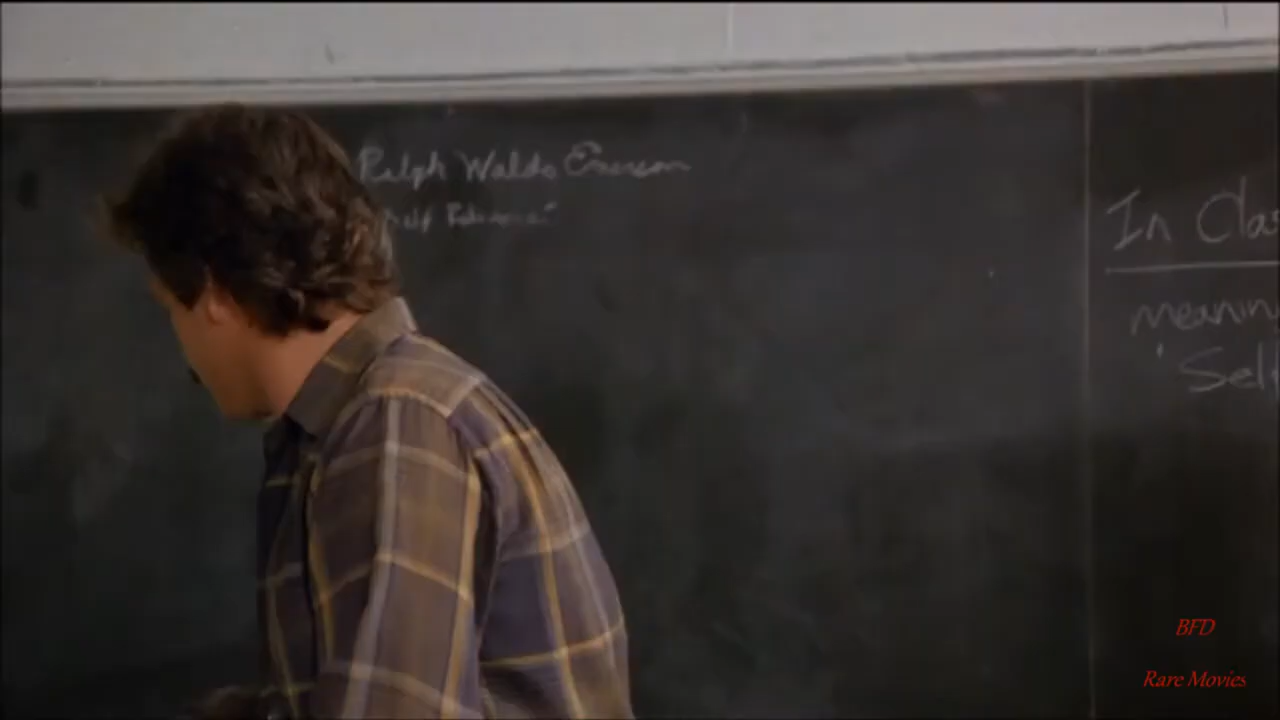 Ralph Waldo Emerson
Self Reliance"
In Clas
meanin
Self
BFD
Rare Movies